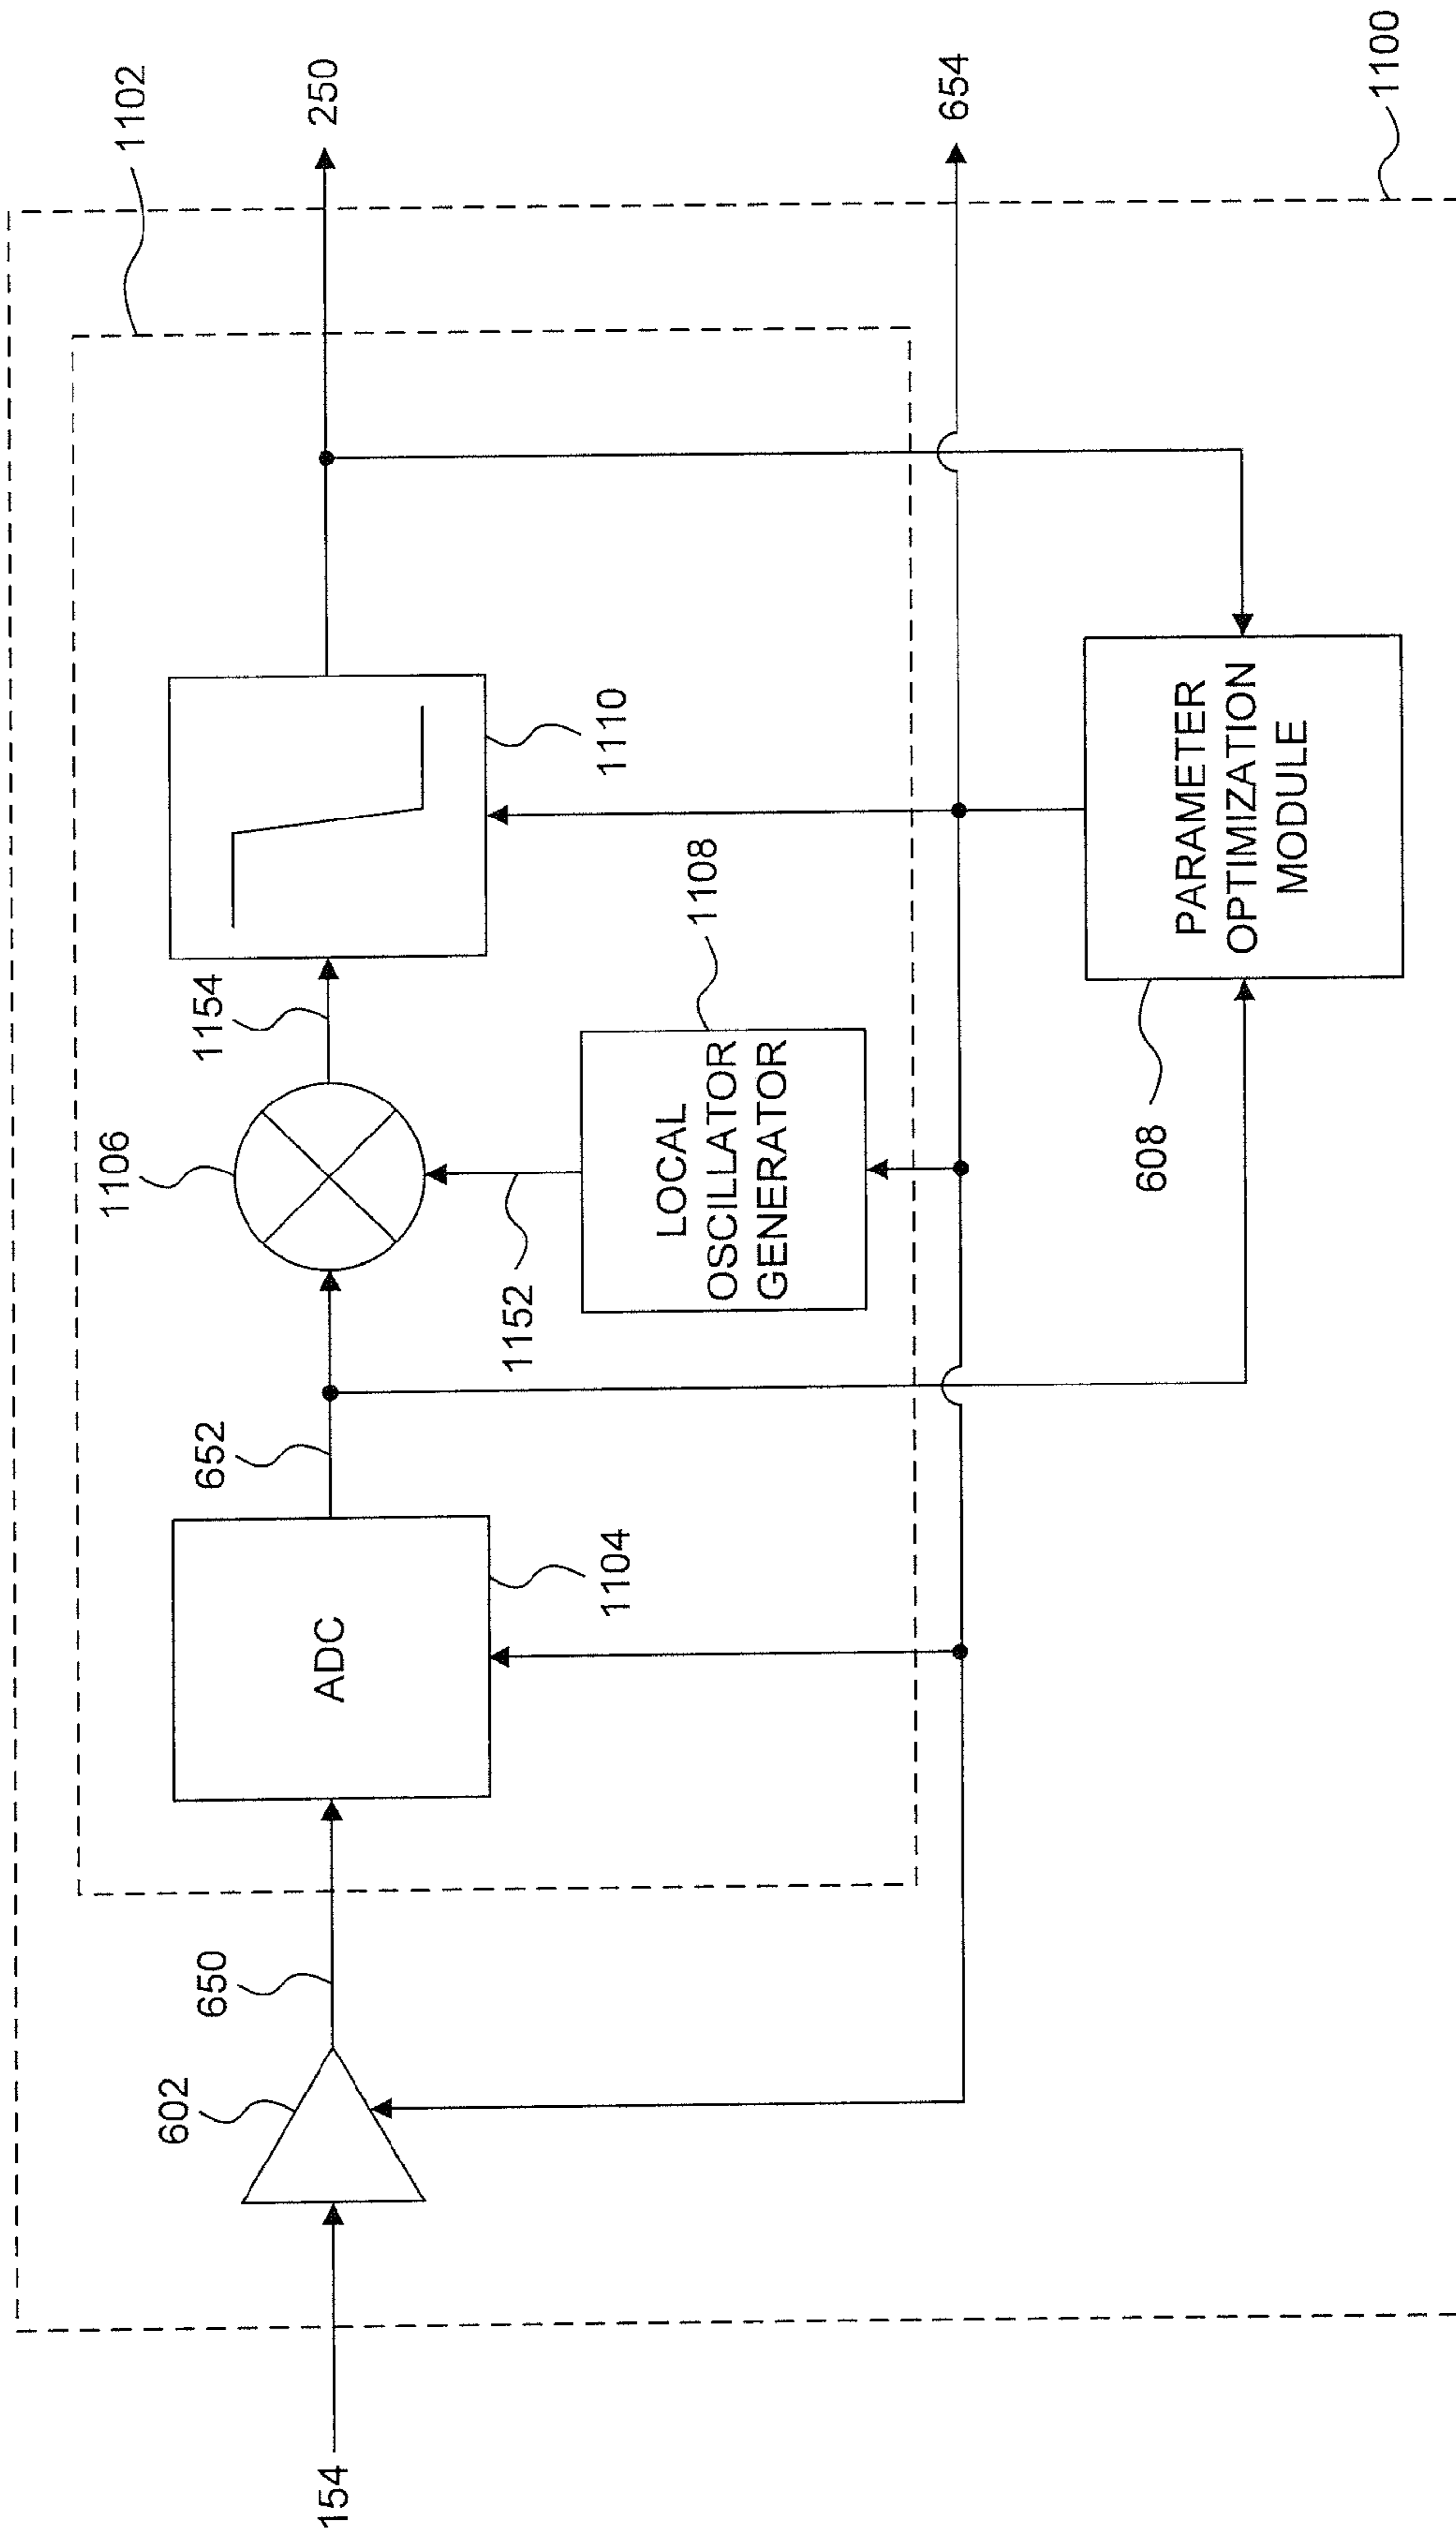 1102
250
1106
1154
652
650
602
154
ADC
1104
1152
LOCAL
OSCILLATOR
GENERATOR
1108
1110
654
608
PARAMETER
OPTIMIZATION
MODULE
1100